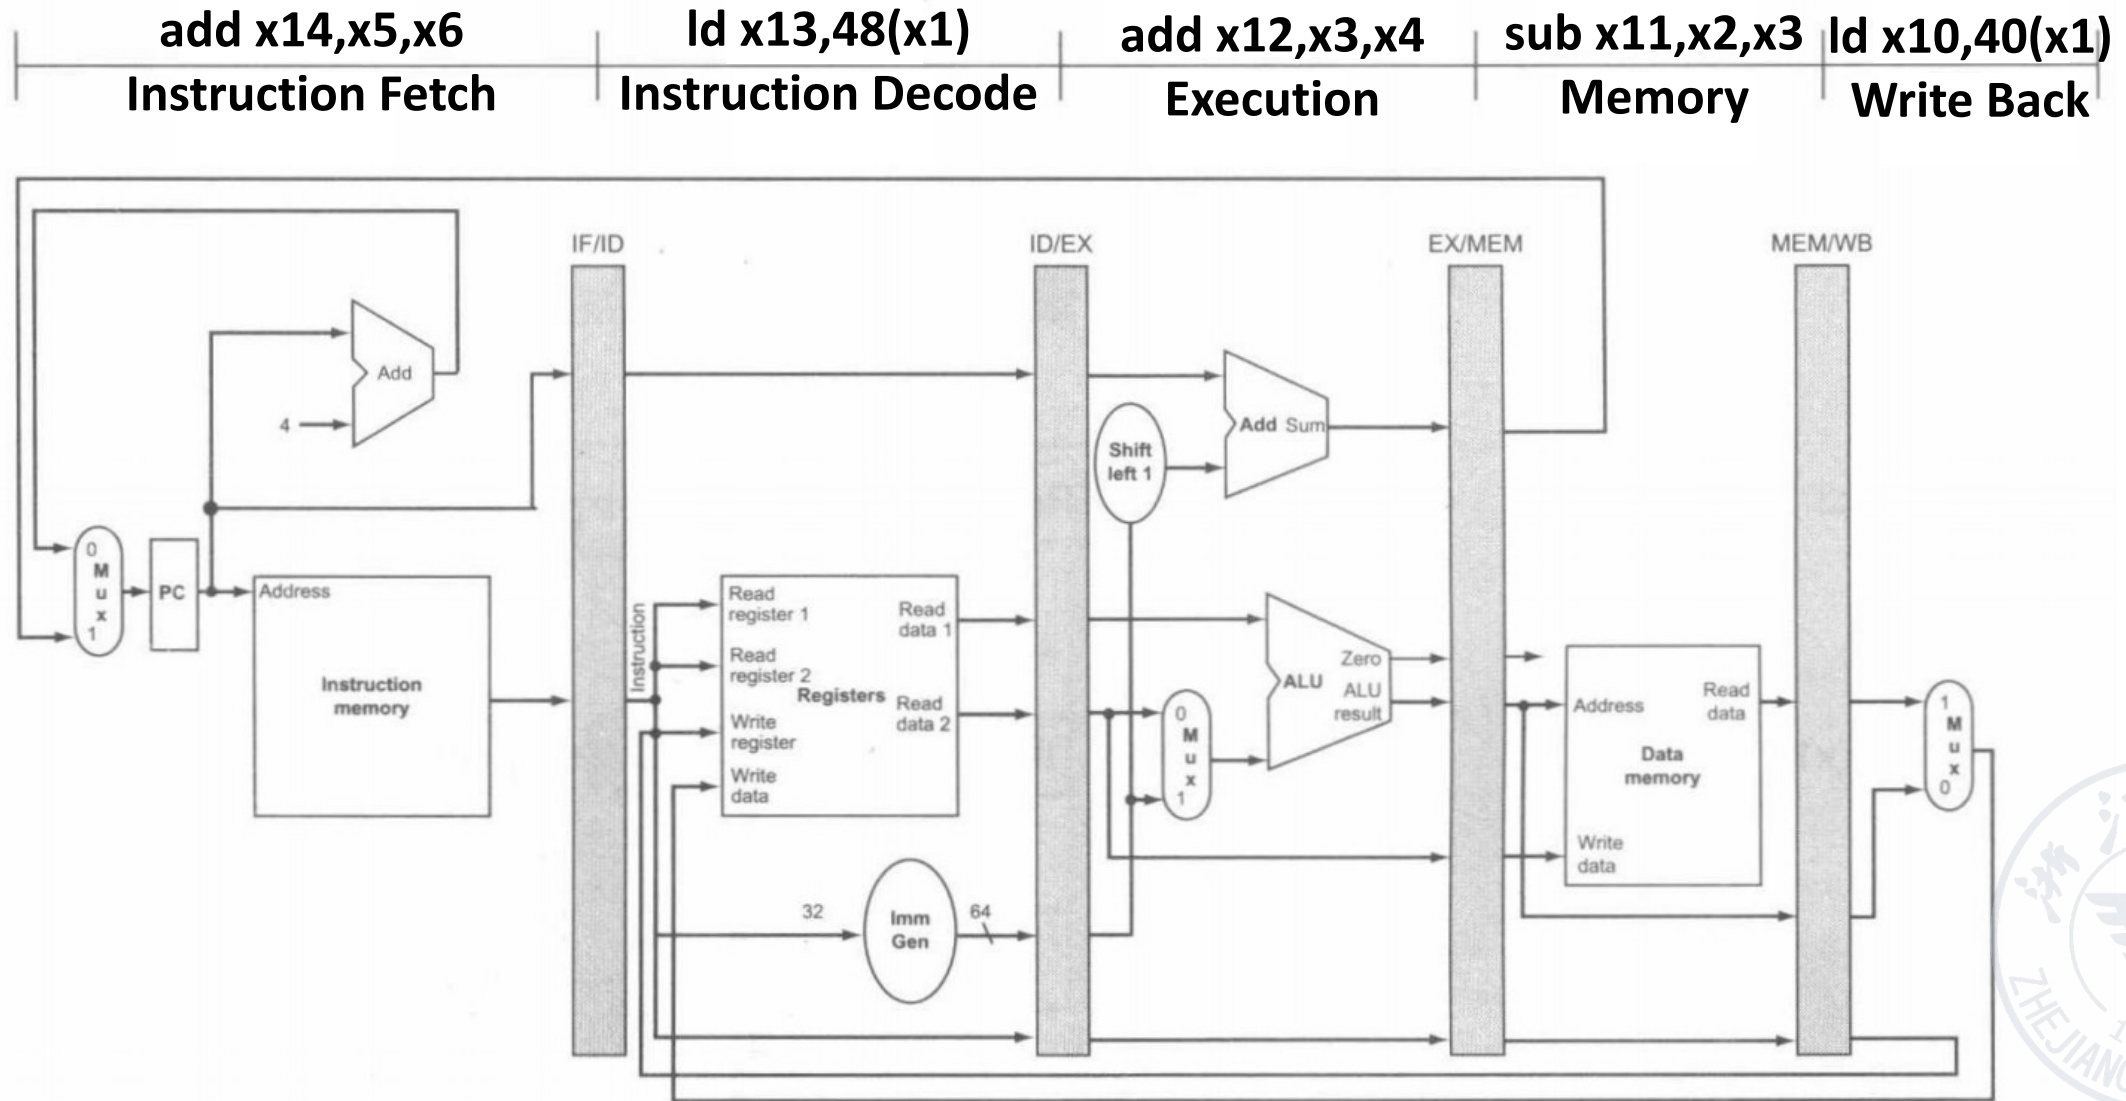 add x14,x5,x6
ld x13,48(x1)
add x12,x3,x4
sub x11,x2,x3
ld x10,40(x1)
Instruction Fetch
Instruction Decode
Execution
Memory
Write Back
IF/ID
ID/EX
EX/MEM
MEM/WB
Add
4
0
M
u
x
1
PC
Address
Instruction
memory
Instruction
Read
register 1
Read
register 2
Write
register
Write
data
Registers
Read
data 1
Read
data 2
32
Imm
Gen
64
Shift
left 1
Add Sum
0
M
u
x
1
ALU
Zero
ALU
result
Address
Read
data
Data
memory
Write
data
1
M
u
x
0